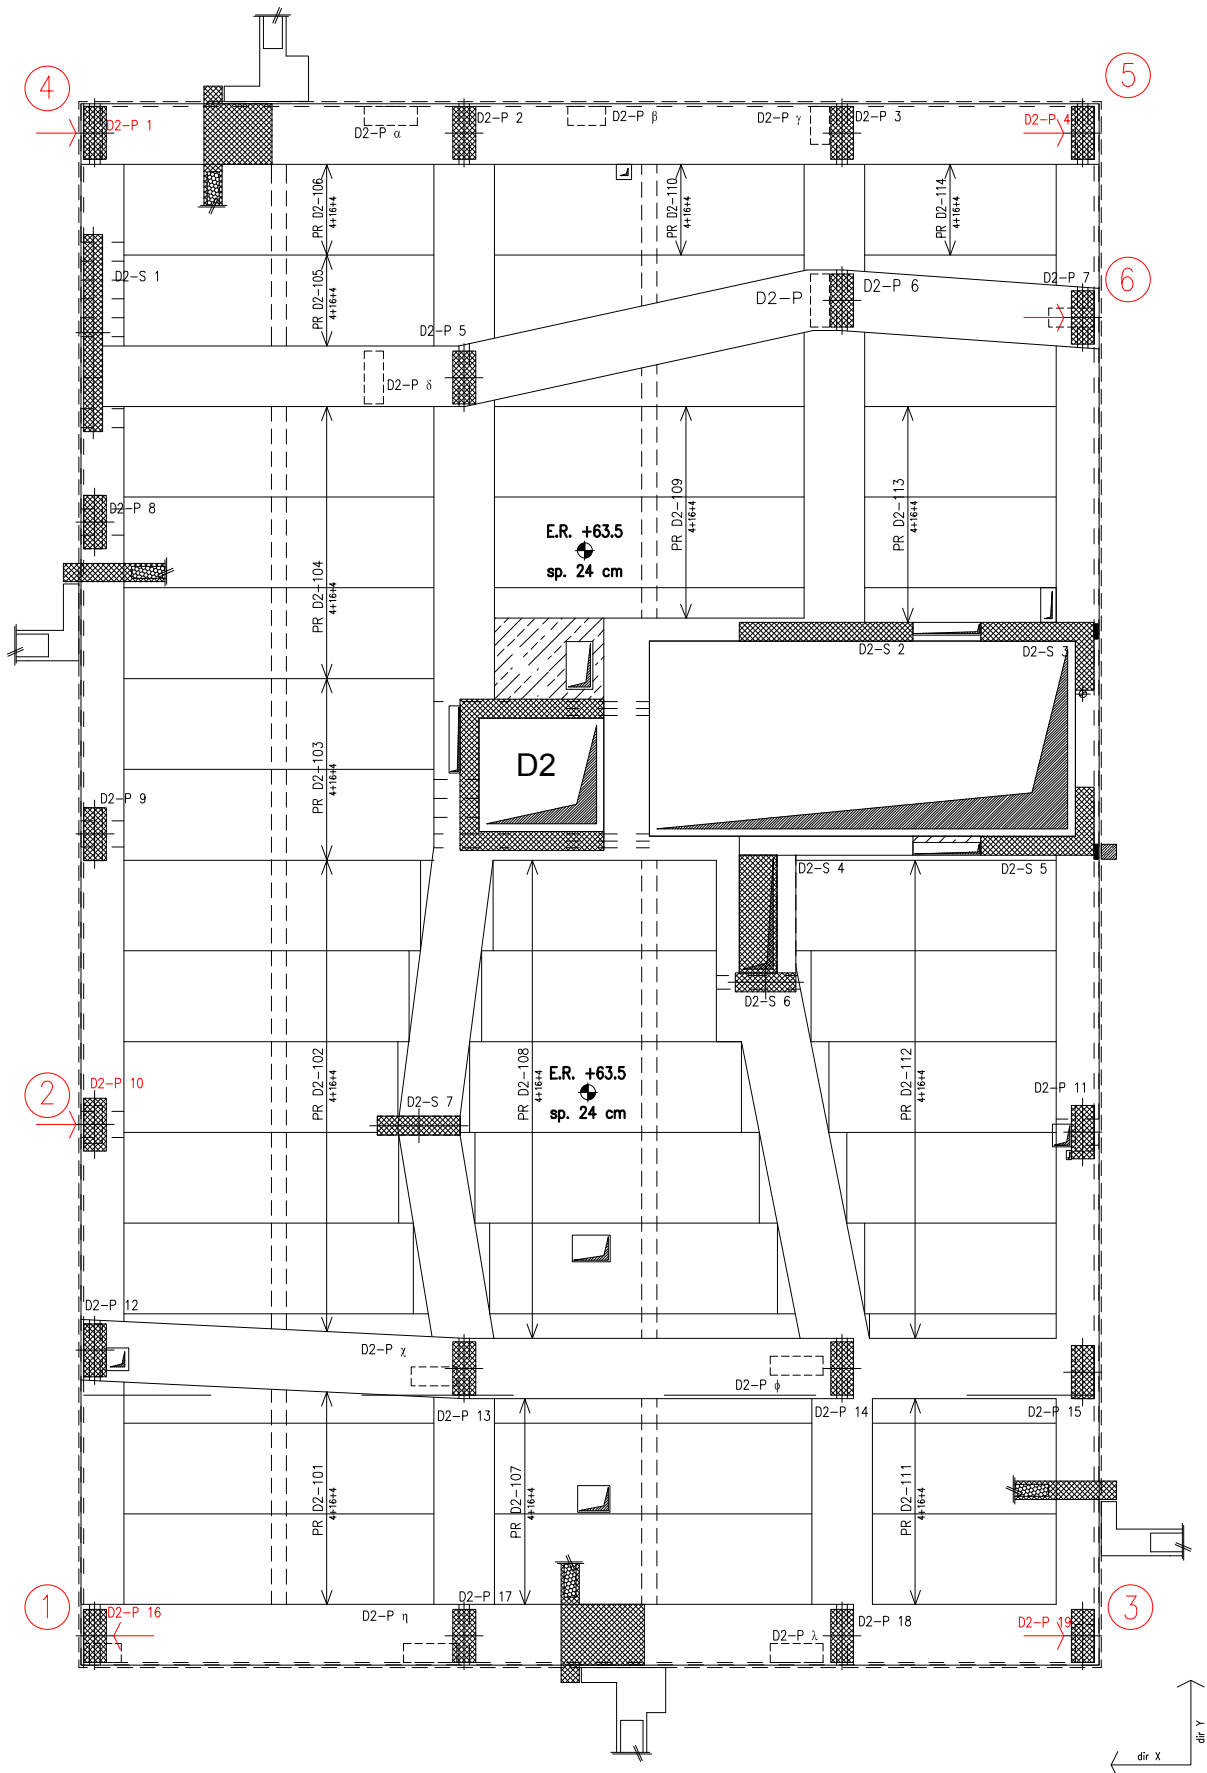 4
5
D2-P 1
D2-P α
D2-P 2
D2-P β
D2-P γ
D2-P 3
D2-P 4
PR D2-106
4+16+4
PR D2-110
4+16+4
PR D2-114
4+16+4
D2-S 1
PR D2-105
4+16+4
D2-P 5
D2-P
D2-P 6
D2-P 7
6
D2-P δ
D2-P 8
PR D2-104
4+16+4
PR D2-109
4+16+4
PR D2-113
4+16+4
E.R. +63.5
sp. 24 cm
D2-S 2
D2-S 3
PR D2-103
4+16+4
D2
D2-P 9
D2-S 4
D2-S 5
D2-S 6
PR D2-102
4+16+4
PR D2-108
4+16+4
PR D2-112
4+16+4
E.R. +63.5
sp. 24 cm
2
D2-P 10
D2-S 7
D2-P 11
D2-P 12
D2-P χ
D2-P ϕ
D2-P 13
D2-P 14
D2-P 15
PR D2-101
4+16+4
PR D2-107
4+16+4
PR D2-111
4+16+4
1
D2-P 16
D2-P η
D2-P 17
D2-P λ
D2-P 18
D2-P 19
3
dir X
dir Y